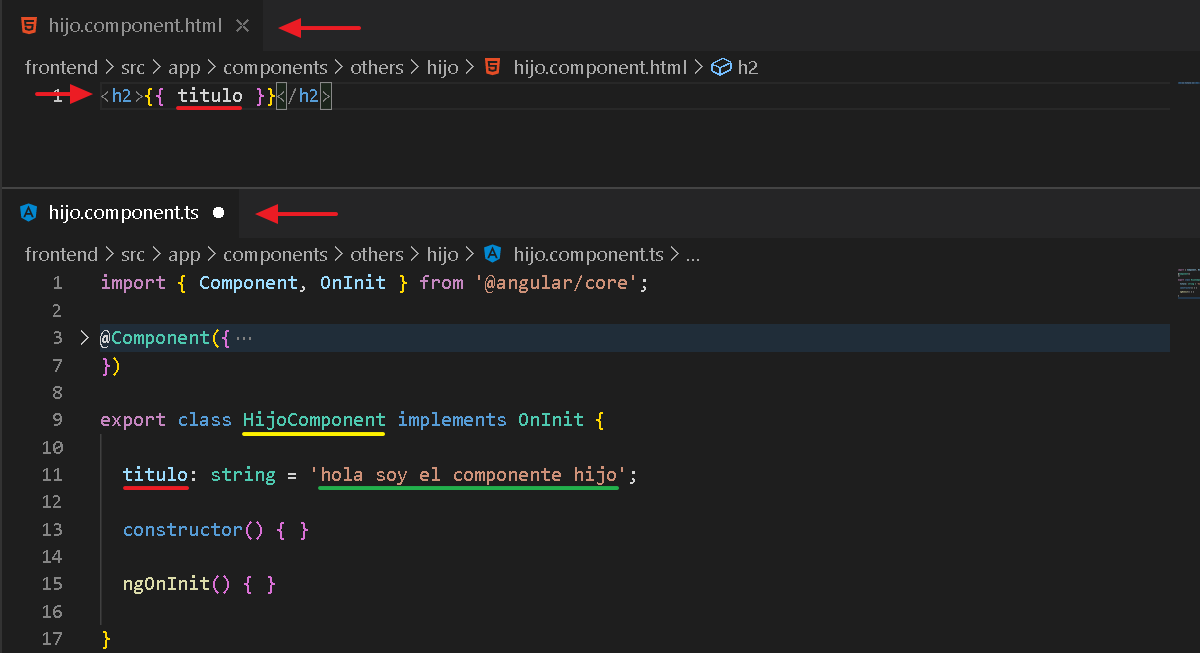 hijo.component.html
frontend > src > app > components > others > hijo > hijo.component.html > h2
1 <h2>{{ titulo }}</h2>
hijo.component.ts
frontend > src > app > components > others > hijo > hijo.component.ts > ...
1 import { Component, OnInit } from '@angular/core';
2
3 > @Component({ ...
7 })
8
9 export class HijoComponent implements OnInit {
10
11 titulo: string = 'hola soy el componente hijo';
12
13 constructor() { }
14
15 ngOnInit() { }
16
17 }